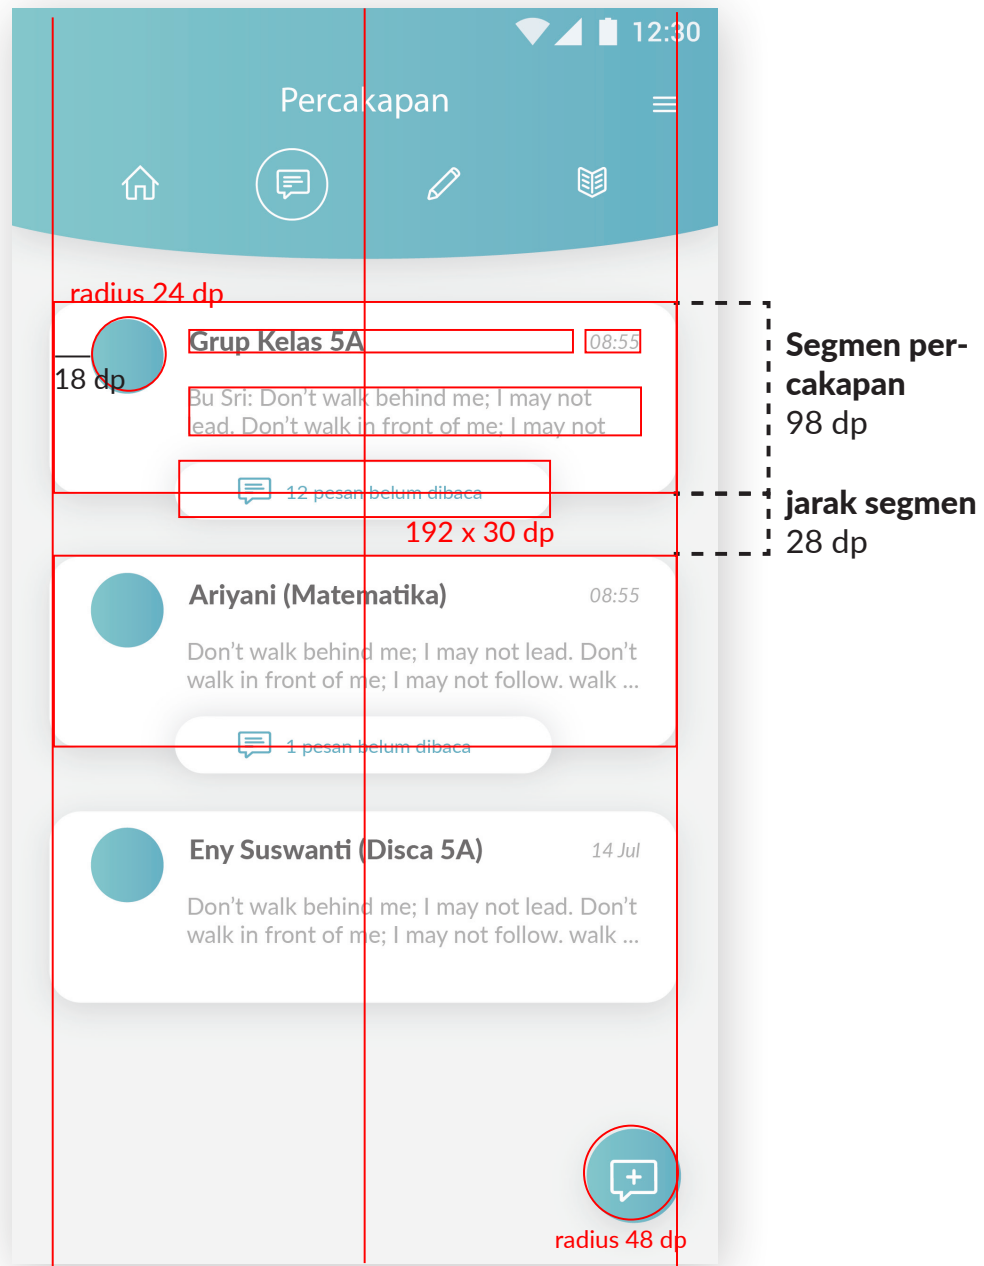 12:30
Percakapan
radius 24 dp
Grup Kelas 5A
08:55
18 dp
Bu Sri: Don't walk behind me; I may not
lead. Don't walk in front of me; I may not
12 pesan belum dibaca
192 x 30 dp
Segmen per-
cakapan
98 dp
jarak segmen
28 dp
Ariyani (Matematika)
08:55
Don't walk behind me; I may not lead. Don't
walk in front of me; I may not follow. walk ...
1 pesan belum dibaca
Eny Suswanti (Disca 5A)
14 Jul
Don't walk behind me; I may not lead. Don't
walk in front of me; I may not follow. walk ...
radius 48 dp